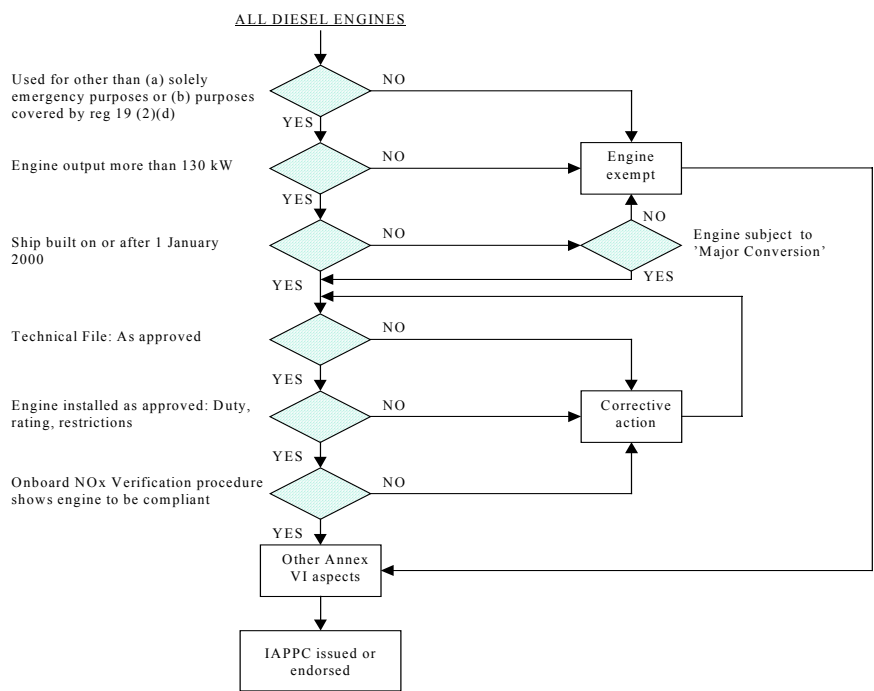 ALL DIESEL ENGINES
Used for other than (a) solely
emergency purposes or (b) purposes
covered by reg 19 (2)(d)
NO
YES
Engine output more than 130 kW
NO
Engine
exempt
YES
NO
Ship built on or after 1 January
2000
NO
Engine subject to
’Major Conversion’
YES
YES
Technical File: As approved
NO
YES
Engine installed as approved: Duty,
rating, restrictions
NO
Corrective
action
YES
Onboard NOx Verification procedure
shows engine to be compliant
NO
YES
Other Annex
VI aspects
IAPPC issued or
endorsed